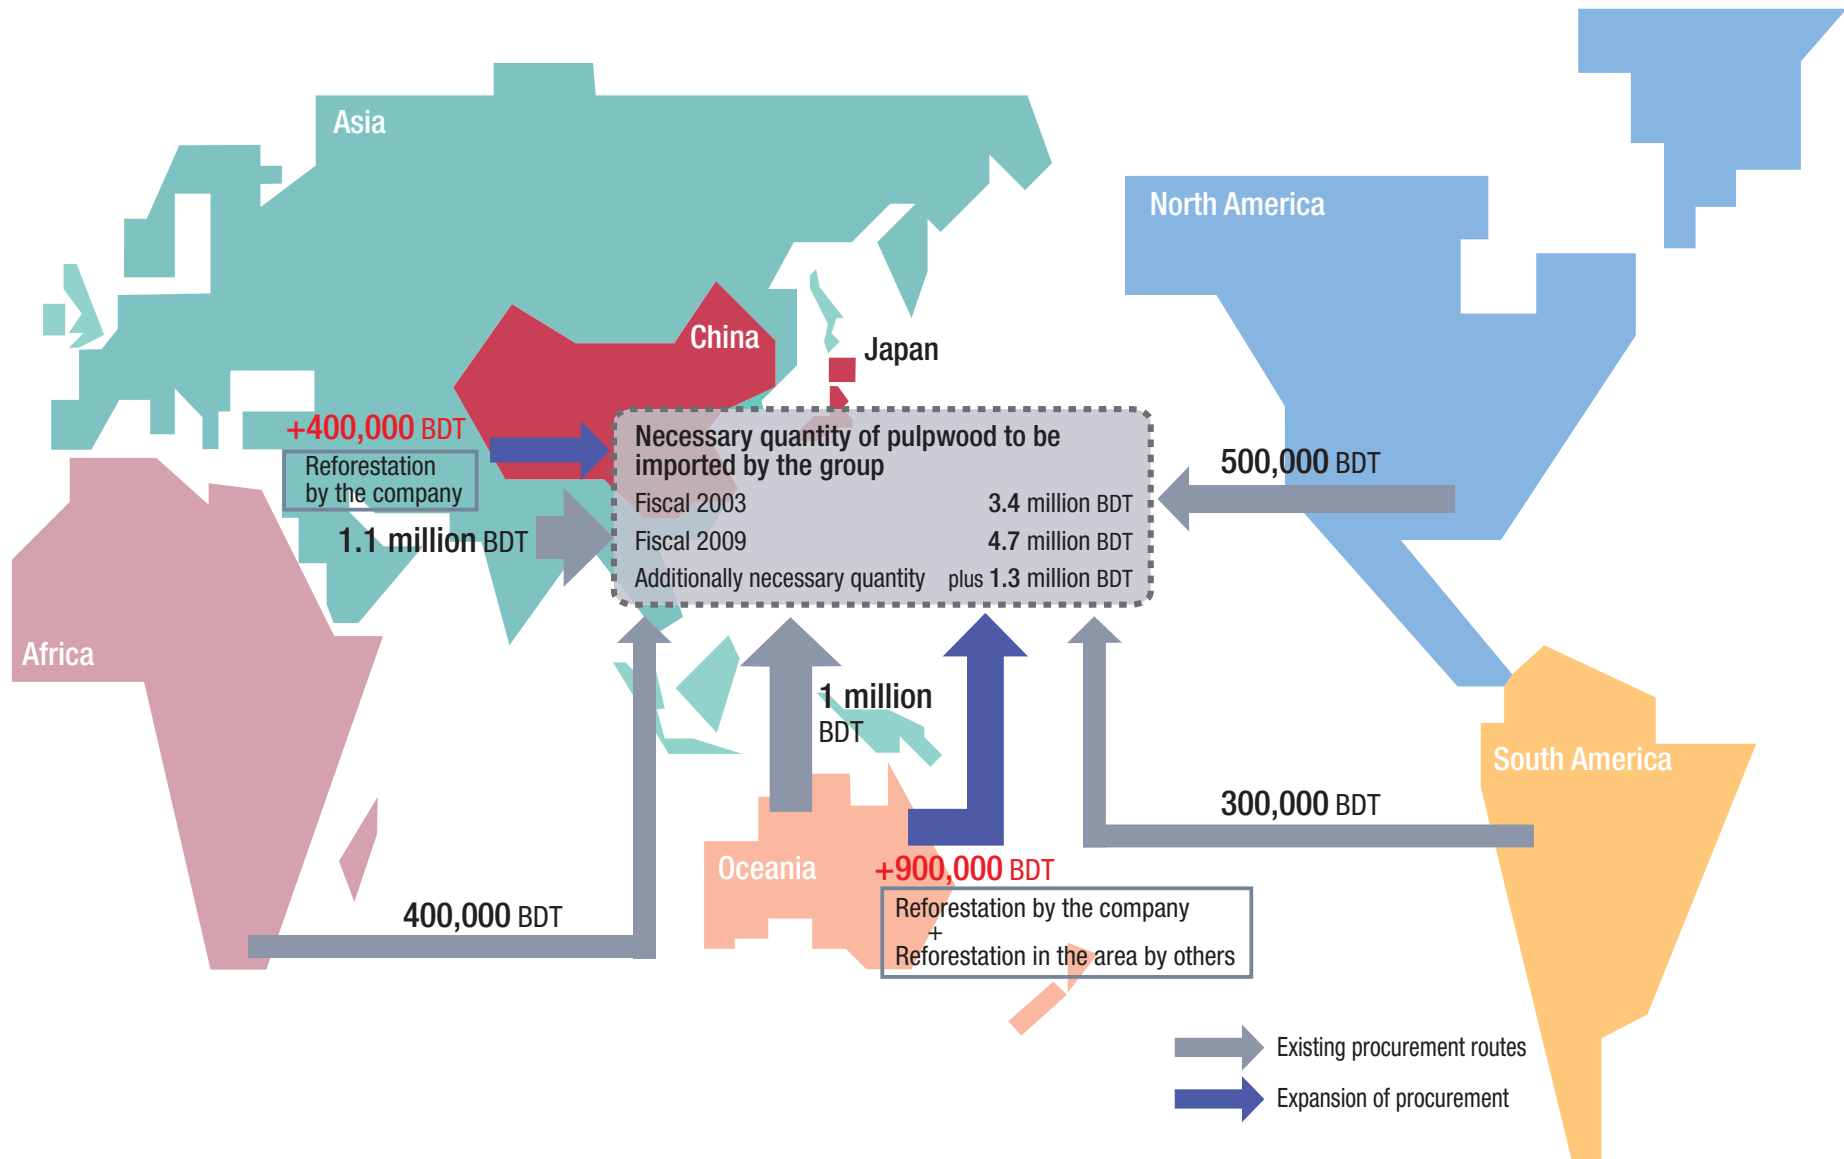 Asia
North America
China
Japan
+400,000 BDT
Reforestation
by the company
1.1 million BDT
Necessary quantity of pulpwood to be
imported by the group
Fiscal 2003 3.4 million BDT
Fiscal 2009 4.7 million BDT
Additionally necessary quantity plus 1.3 million BDT
500,000 BDT
Africa
1 million
BDT
South America
300,000 BDT
Oceania
+900,000 BDT
Reforestation by the company
+
Reforestation in the area by others
400,000 BDT
Existing procurement routes
Expansion of procurement